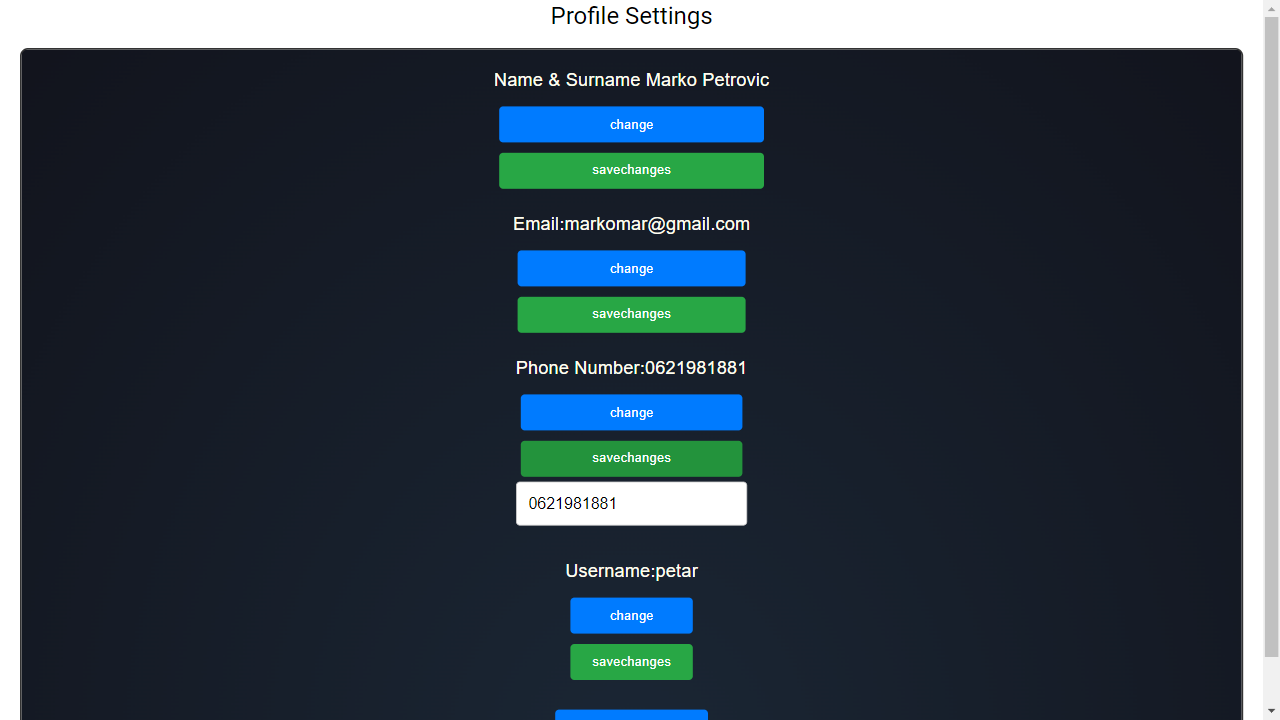 Profile Settings
Name & Surname Marko Petrovic
change
savechanges
Email:markomar@gmail.com
change
savechanges
Phone Number:0621981881
change
savechanges
0621981881
Username:petar
change
savechanges